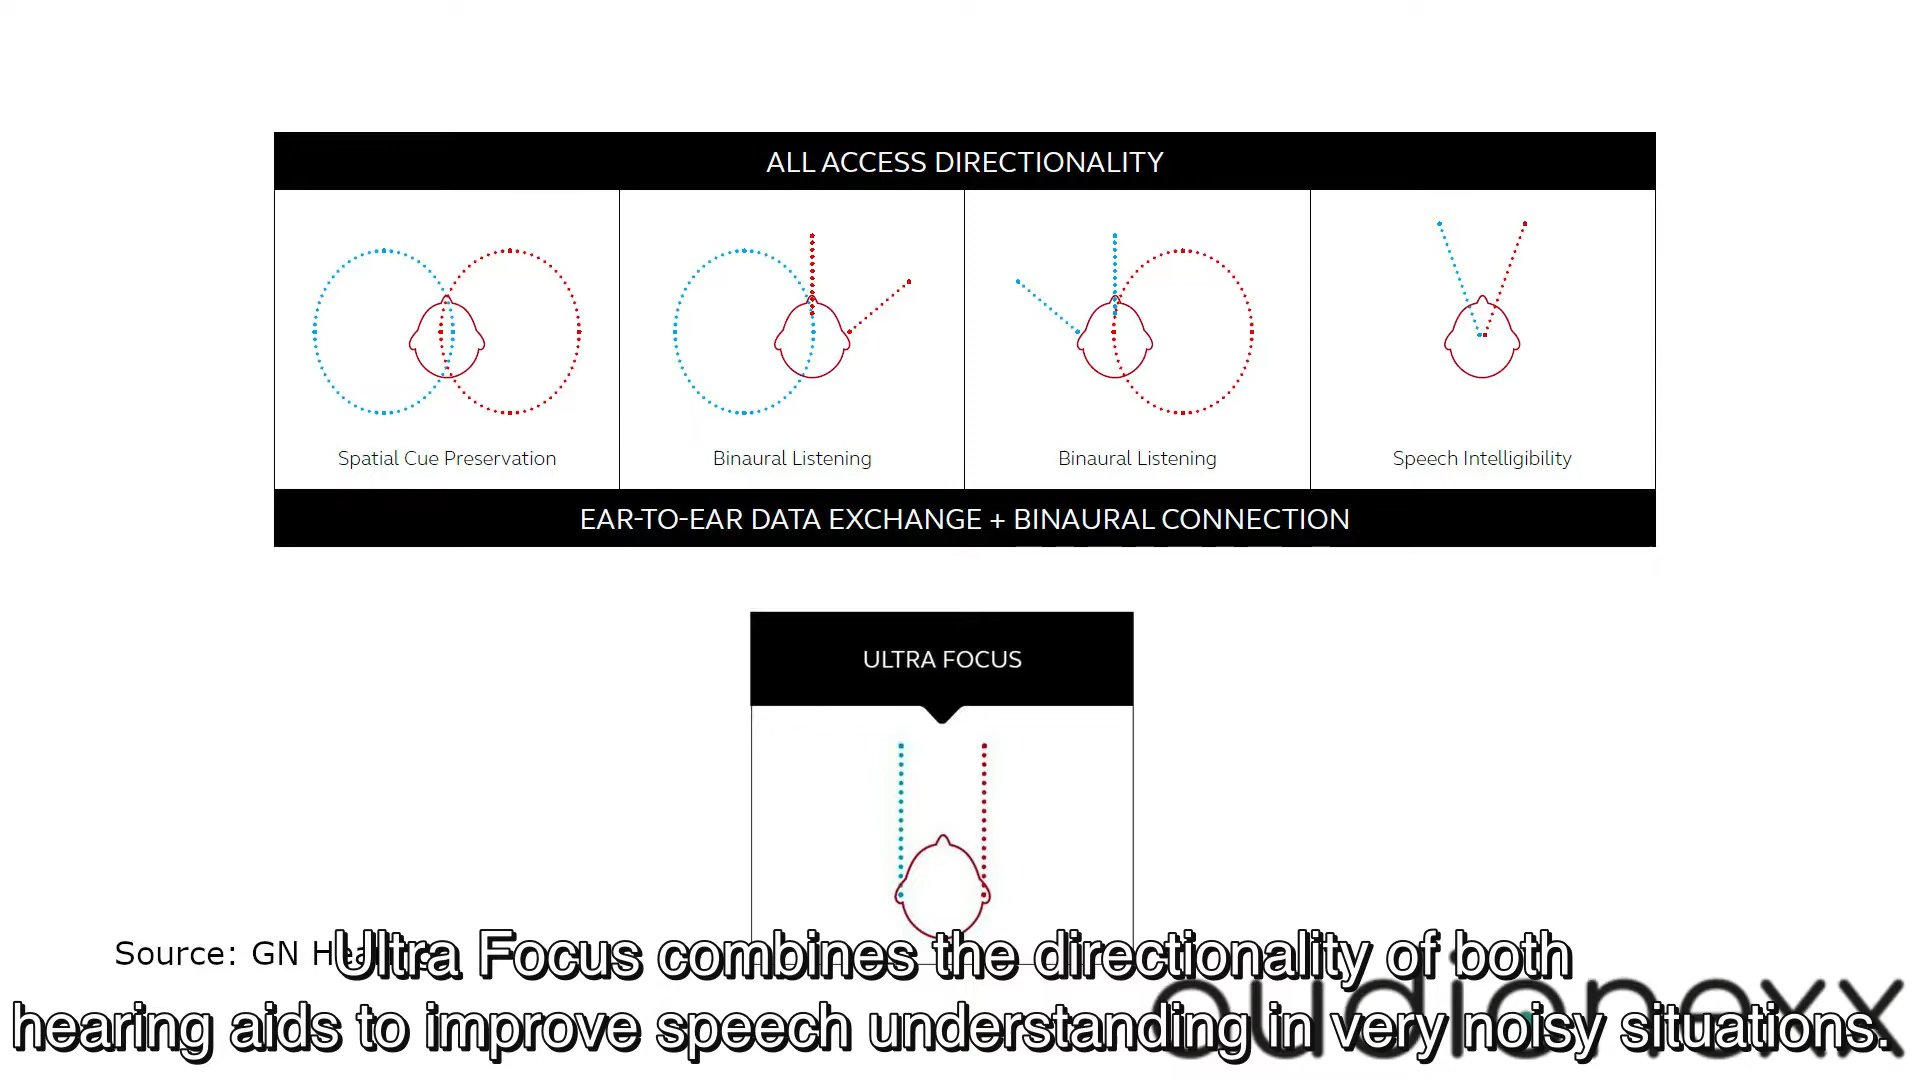 ALL ACCESS DIRECTIONALITY
Spatial Cue Preservation
Binaural Listening
Binaural Listening
Speech Intelligibility
EAR-TO-EAR DATA EXCHANGE + BINAURAL CONNECTION
ULTRA FOCUS
Source: GN
Ultra Focus combines the directionality of both
hearing aids to improve speech understanding in very noisy situations.
audionexx